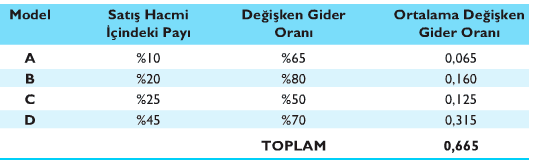 Model Satış Hacmi İçindeki Payı Değişken Gider Oranı Ortalama Değişken Gider Oranı
A %10 %65 0,065
B %20 %80 0,160
C %25 %50 0,125
D %45 %70 0,315
TOPLAM 0,665